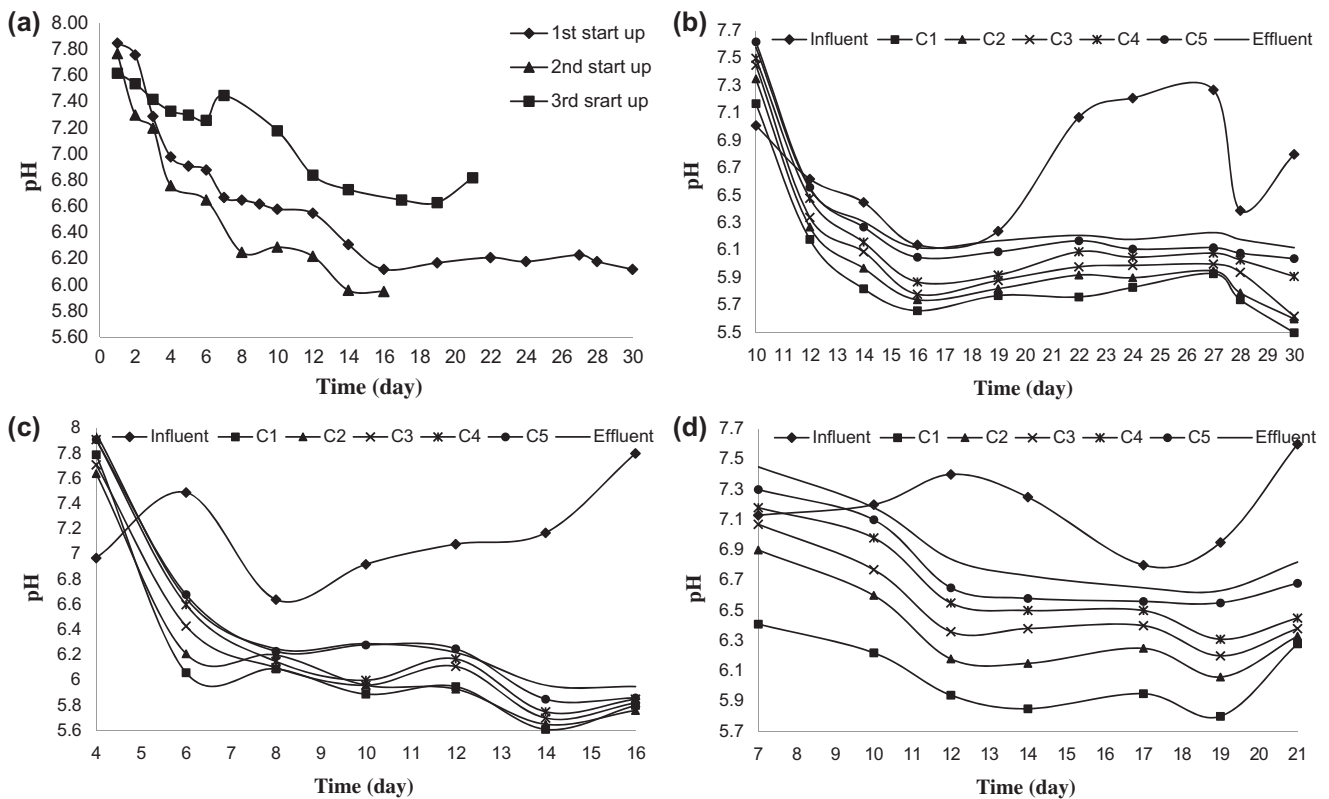 (a)
8.00
7.80
7.60
7.40
7.20
7.00
6.80
6.60
6.40
6.20
6.00
5.80
5.60
pH
1st start up
2nd start up
3rd srart up
0 2 4 6 8 10 12 14 16 18 20 22 24 26 28 30
Time (day)
(b)
Influent C1 C2 C3 C4 C5 Effluent
7.7
7.5
7.3
7.1
6.9
6.7
6.5
6.3
6.1
5.9
5.7
5.5
pH
10 11 12 13 14 15 16 17 18 19 20 21 22 23 24 25 26 27 28 29 30
Time (day)
(c)
Influent C1 C2 C3 C4 C5 Effluent
8
7.8
7.6
7.4
7.2
7
6.8
6.6
6.4
6.2
6
5.8
5.6
pH
4 5 6 7 8 9 10 11 12 13 14 15 16
Time (day)
(d)
Influent C1 C2 C3 C4 C5 Effluent
7.7
7.5
7.3
7.1
6.9
6.7
6.5
6.3
6.1
5.9
5.7
pH
7 8 9 10 11 12 13 14 15 16 17 18 19 20 21
Time (day)